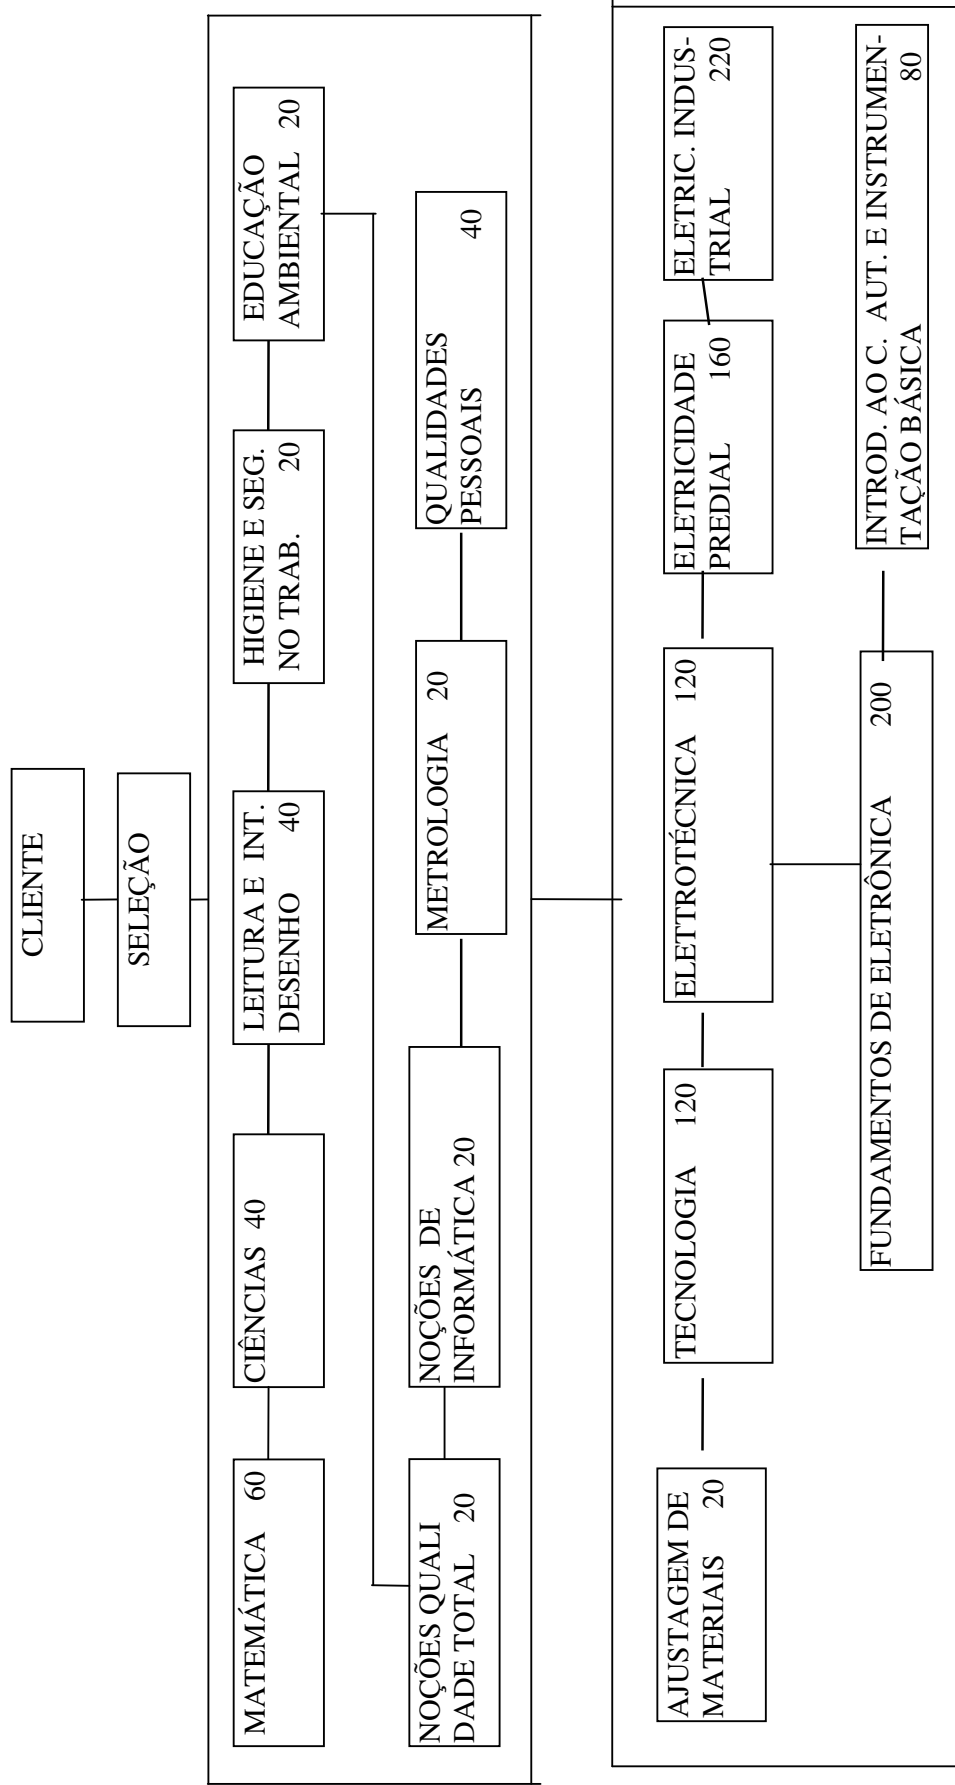 CLIENTE
SELEÇÃO
MATEMÁTICA 60
CIÊNCIAS 40
LEITURA E INT.
DESENHO 40
HIGIENE E SEG.
NO TRAB. 20
EDUCAÇÃO
AMBIENTAL 20
NOÇÕES QUALI
DADE TOTAL 20
NOÇÕES DE
INFORMÁTICA 20
METROLOGIA 20
QUALIDADES
PESSOAIS 40
AJUSTAGEM DE
MATERIAIS 20
TECNOLOGIA 120
ELETTROTÉCNICA 120
ELETRICIDADE
PREDIAL 160
ELETRIC. INDUS-
TRIAL 220
FUNDAMENTOS DE ELETRÔNICA 200
INTROD. AO C. AUT. E INSTRUMEN-
TAÇÃO BÁSICA 80